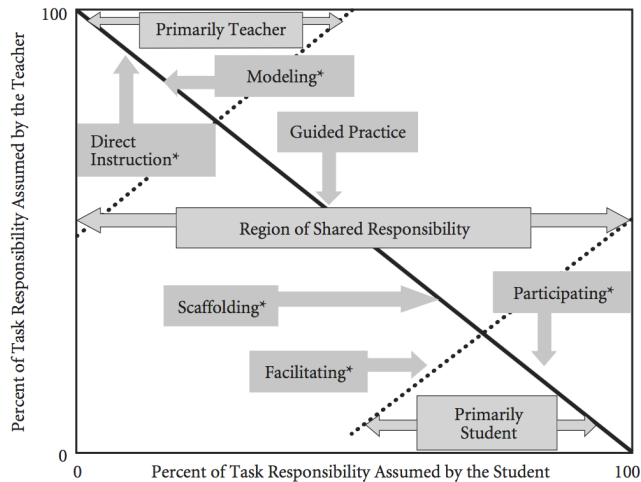 100
Primarily Teacher
Modeling*
Direct
Instruction*
Guided Practice
Region of Shared Responsibility
Scaffolding*
Participating*
Facilitating*
Primarily
Student
Percent of Task Responsibility Assumed by the Teacher
0
0
Percent of Task Responsibility Assumed by the Student
100